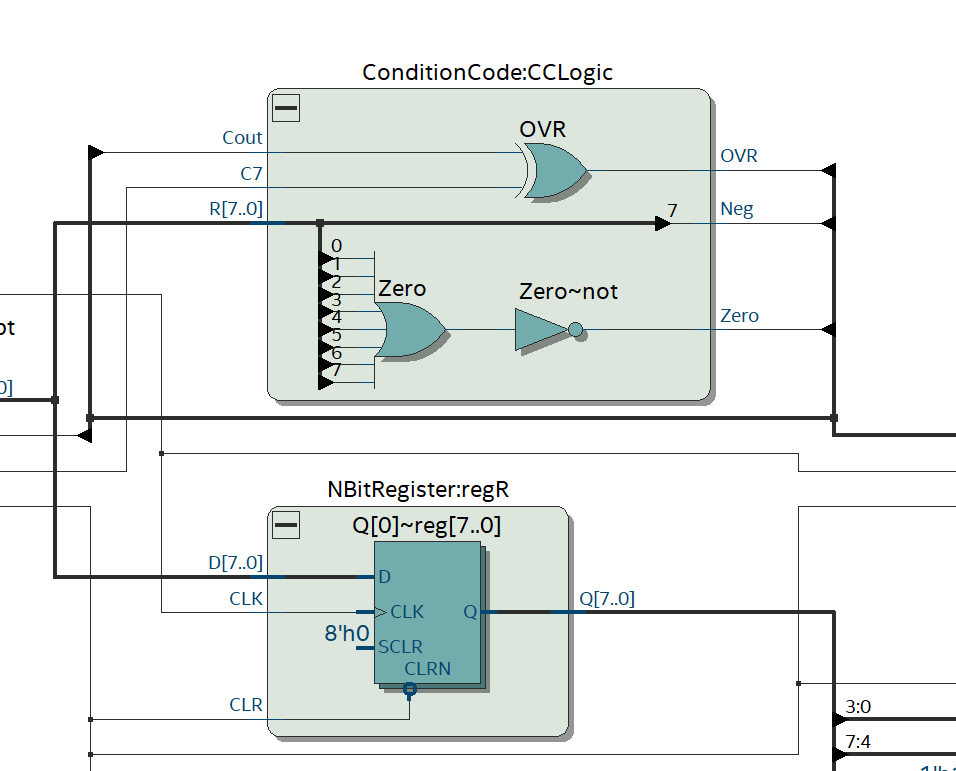 ConditionCode:CCLogic
Cout
OVR
OVR
C7
R[7..0]
7
Neg
0
1
2
3
4
5
6
7
Zero
Zero~not
Zero
NBitRegister:regR
Q[0]~reg[7..0]
D[7..0]
D
CLK
CLK
Q
Q[7..0]
8'h0
SCLR
CLRN
CLR
3:0
7:4